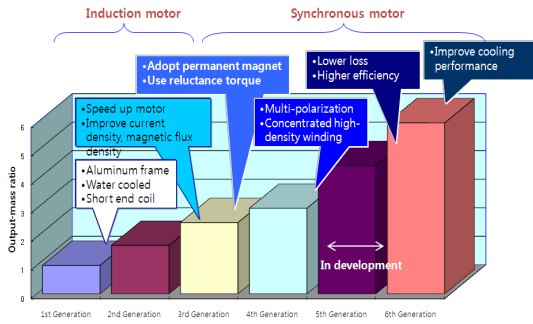 Induction motor
Synchronous motor
•Adopt permanent magnet
•Use reluctance torque
•Lower loss
•Higher efficiency
•Improve cooling
performance
•Speed up motor
•Improve current
density, magnetic flux
density
•Multi-polarization
•Concentrated high-
density winding
•Aluminum frame
•Water cooled
•Short end coil
Output-mass ratio
6
5
4
3
2
1
0
In development
1st Generation
2nd Generation
3rd Generation
4th Generation
5th Generation
6th Generation